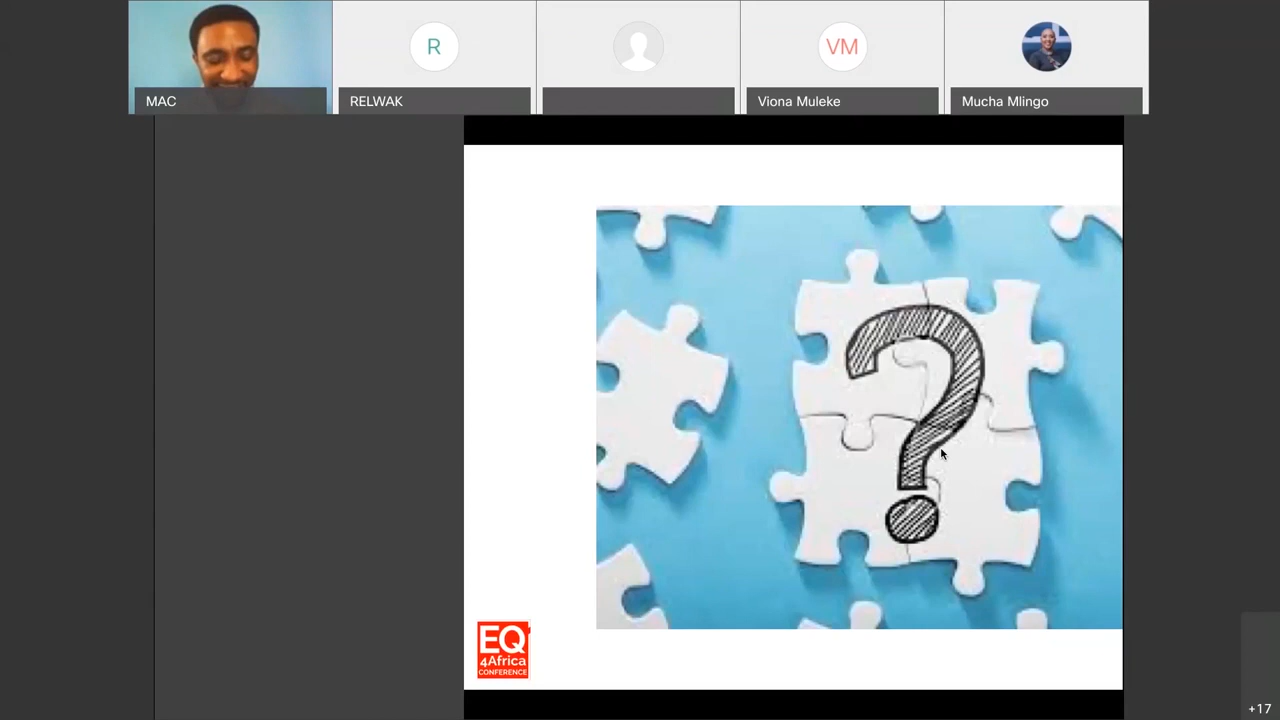 R
VM
MAC
RELWAK
Viona Muleke
Mucha Mlingo
?
EQ
4Africa
CONFERENCE
+17